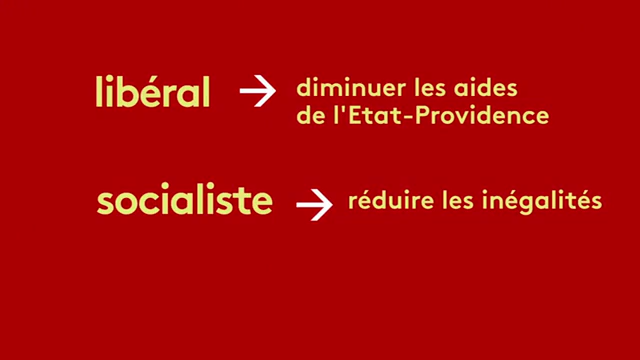 libéral → diminuer les aides
de l'Etat-Providence
socialiste → réduire les inégalités